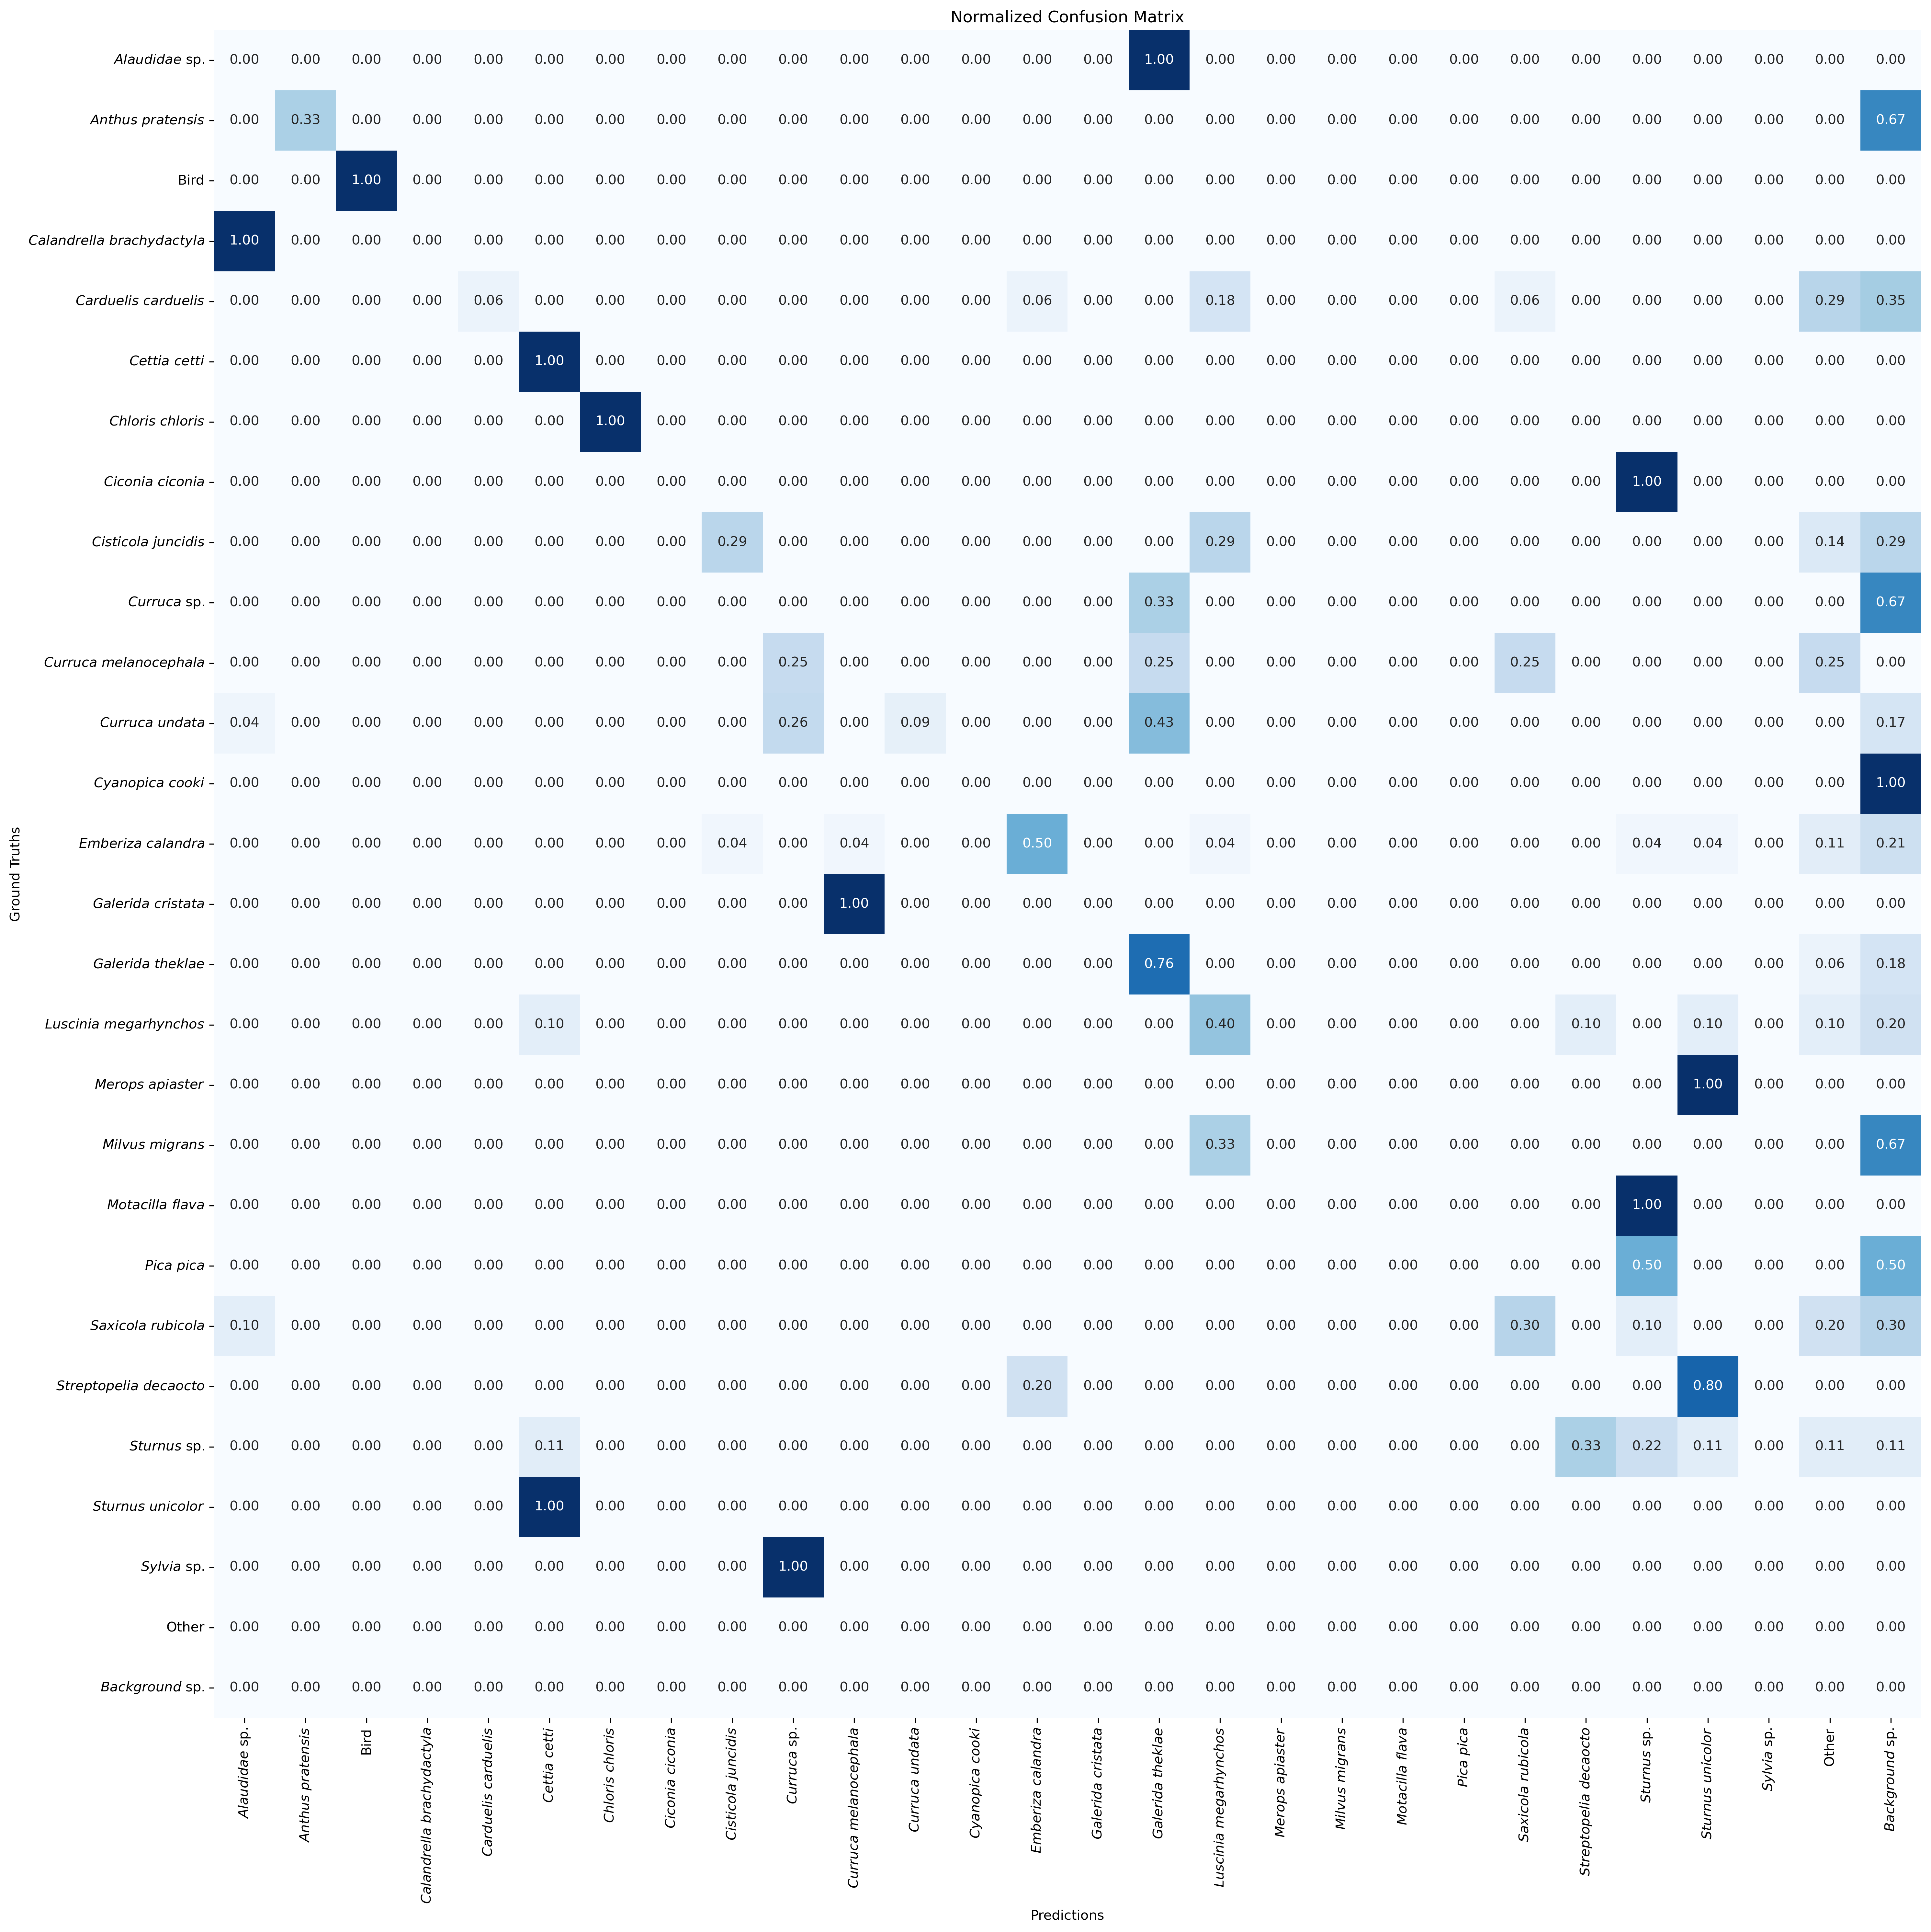 Normalized Confusion Matrix
Alaudidae sp. 0.00 0.00 0.00 0.00 0.00 0.00 0.00 0.00 0.00 0.00 0.00 0.00 0.00 0.00 0.00 1.00 0.00 0.00 0.00 0.00 0.00 0.00 0.00 0.00 0.00 0.00 0.00 0.00
Anthus pratensis 0.00 0.33 0.00 0.00 0.00 0.00 0.00 0.00 0.00 0.00 0.00 0.00 0.00 0.00 0.00 0.00 0.00 0.00 0.00 0.00 0.00 0.00 0.00 0.00 0.00 0.00 0.00 0.67
Bird 0.00 0.00 1.00 0.00 0.00 0.00 0.00 0.00 0.00 0.00 0.00 0.00 0.00 0.00 0.00 0.00 0.00 0.00 0.00 0.00 0.00 0.00 0.00 0.00 0.00 0.00 0.00 0.00
Calandrella brachydactyla 1.00 0.00 0.00 0.00 0.00 0.00 0.00 0.00 0.00 0.00 0.00 0.00 0.00 0.00 0.00 0.00 0.00 0.00 0.00 0.00 0.00 0.00 0.00 0.00 0.00 0.00 0.00 0.00
Carduelis carduelis 0.00 0.00 0.00 0.00 0.06 0.00 0.00 0.00 0.00 0.00 0.00 0.00 0.00 0.06 0.00 0.00 0.18 0.00 0.00 0.00 0.00 0.06 0.00 0.00 0.00 0.00 0.29 0.35
Cettia cetti 0.00 0.00 0.00 0.00 0.00 1.00 0.00 0.00 0.00 0.00 0.00 0.00 0.00 0.00 0.00 0.00 0.00 0.00 0.00 0.00 0.00 0.00 0.00 0.00 0.00 0.00 0.00 0.00
Chloris chloris 0.00 0.00 0.00 0.00 0.00 0.00 1.00 0.00 0.00 0.00 0.00 0.00 0.00 0.00 0.00 0.00 0.00 0.00 0.00 0.00 0.00 0.00 0.00 0.00 0.00 0.00 0.00 0.00
Ciconia ciconia 0.00 0.00 0.00 0.00 0.00 0.00 0.00 0.00 0.00 0.00 0.00 0.00 0.00 0.00 0.00 0.00 0.00 0.00 0.00 0.00 0.00 0.00 0.00 1.00 0.00 0.00 0.00 0.00
Cisticola juncidis 0.00 0.00 0.00 0.00 0.00 0.00 0.00 0.00 0.29 0.00 0.00 0.00 0.00 0.00 0.00 0.00 0.29 0.00 0.00 0.00 0.00 0.00 0.00 0.00 0.00 0.00 0.14 0.29
Curruca sp. 0.00 0.00 0.00 0.00 0.00 0.00 0.00 0.00 0.00 0.00 0.00 0.00 0.00 0.00 0.00 0.33 0.00 0.00 0.00 0.00 0.00 0.00 0.00 0.00 0.00 0.00 0.00 0.67
Curruca melanocephala 0.00 0.00 0.00 0.00 0.00 0.00 0.00 0.00 0.00 0.25 0.00 0.00 0.00 0.00 0.00 0.25 0.00 0.00 0.00 0.00 0.00 0.25 0.00 0.00 0.00 0.00 0.25 0.00
Curruca undata 0.04 0.00 0.00 0.00 0.00 0.00 0.00 0.00 0.00 0.26 0.00 0.09 0.00 0.00 0.00 0.43 0.00 0.00 0.00 0.00 0.00 0.00 0.00 0.00 0.00 0.00 0.00 0.17
Cyanopica cooki 0.00 0.00 0.00 0.00 0.00 0.00 0.00 0.00 0.00 0.00 0.00 0.00 0.00 0.00 0.00 0.00 0.00 0.00 0.00 0.00 0.00 0.00 0.00 0.00 0.00 0.00 0.00 1.00
Emberiza calandra 0.00 0.00 0.00 0.00 0.00 0.00 0.00 0.00 0.04 0.00 0.04 0.00 0.00 0.50 0.00 0.00 0.04 0.00 0.00 0.00 0.00 0.00 0.00 0.04 0.04 0.00 0.11 0.21
Galerida cristata 0.00 0.00 0.00 0.00 0.00 0.00 0.00 0.00 0.00 0.00 1.00 0.00 0.00 0.00 0.00 0.00 0.00 0.00 0.00 0.00 0.00 0.00 0.00 0.00 0.00 0.00 0.00 0.00
Galerida theklae 0.00 0.00 0.00 0.00 0.00 0.00 0.00 0.00 0.00 0.00 0.00 0.00 0.00 0.00 0.00 0.76 0.00 0.00 0.00 0.00 0.00 0.00 0.00 0.00 0.00 0.00 0.06 0.18
Luscinia megarhynchos 0.00 0.00 0.00 0.00 0.00 0.10 0.00 0.00 0.00 0.00 0.00 0.00 0.00 0.00 0.00 0.00 0.40 0.00 0.00 0.00 0.00 0.00 0.10 0.00 0.10 0.00 0.10 0.20
Merops apiaster 0.00 0.00 0.00 0.00 0.00 0.00 0.00 0.00 0.00 0.00 0.00 0.00 0.00 0.00 0.00 0.00 0.00 0.00 0.00 0.00 0.00 0.00 0.00 0.00 1.00 0.00 0.00 0.00
Milvus migrans 0.00 0.00 0.00 0.00 0.00 0.00 0.00 0.00 0.00 0.00 0.00 0.00 0.00 0.00 0.00 0.00 0.33 0.00 0.00 0.00 0.00 0.00 0.00 0.00 0.00 0.00 0.00 0.67
Motacilla flava 0.00 0.00 0.00 0.00 0.00 0.00 0.00 0.00 0.00 0.00 0.00 0.00 0.00 0.00 0.00 0.00 0.00 0.00 0.00 0.00 0.00 0.00 0.00 1.00 0.00 0.00 0.00 0.00
Pica pica 0.00 0.00 0.00 0.00 0.00 0.00 0.00 0.00 0.00 0.00 0.00 0.00 0.00 0.00 0.00 0.00 0.00 0.00 0.00 0.00 0.00 0.00 0.00 0.50 0.00 0.00 0.00 0.50
Saxicola rubicola 0.10 0.00 0.00 0.00 0.00 0.00 0.00 0.00 0.00 0.00 0.00 0.00 0.00 0.00 0.00 0.00 0.00 0.00 0.00 0.00 0.00 0.30 0.00 0.10 0.00 0.00 0.20 0.30
Streptopelia decaocto 0.00 0.00 0.00 0.00 0.00 0.00 0.00 0.00 0.00 0.00 0.00 0.00 0.00 0.20 0.00 0.00 0.00 0.00 0.00 0.00 0.00 0.00 0.00 0.00 0.80 0.00 0.00 0.00
Sturnus sp. 0.00 0.00 0.00 0.00 0.00 0.11 0.00 0.00 0.00 0.00 0.00 0.00 0.00 0.00 0.00 0.00 0.00 0.00 0.00 0.00 0.00 0.00 0.33 0.22 0.11 0.00 0.11 0.11
Sturnus unicolor 0.00 0.00 0.00 0.00 0.00 1.00 0.00 0.00 0.00 0.00 0.00 0.00 0.00 0.00 0.00 0.00 0.00 0.00 0.00 0.00 0.00 0.00 0.00 0.00 0.00 0.00 0.00 0.00
Sylvia sp. 0.00 0.00 0.00 0.00 0.00 0.00 0.00 0.00 0.00 1.00 0.00 0.00 0.00 0.00 0.00 0.00 0.00 0.00 0.00 0.00 0.00 0.00 0.00 0.00 0.00 0.00 0.00 0.00
Other 0.00 0.00 0.00 0.00 0.00 0.00 0.00 0.00 0.00 0.00 0.00 0.00 0.00 0.00 0.00 0.00 0.00 0.00 0.00 0.00 0.00 0.00 0.00 0.00 0.00 0.00 0.00 0.00
Background sp. 0.00 0.00 0.00 0.00 0.00 0.00 0.00 0.00 0.00 0.00 0.00 0.00 0.00 0.00 0.00 0.00 0.00 0.00 0.00 0.00 0.00 0.00 0.00 0.00 0.00 0.00 0.00 0.00
Ground Truths
Alaudidae sp.
Anthus pratensis
Bird
Calandrella brachydactyla
Carduelis carduelis
Cettia cetti
Chloris chloris
Ciconia ciconia
Cisticola juncidis
Curruca sp.
Curruca melanocephala
Curruca undata
Cyanopica cooki
Emberiza calandra
Galerida cristata
Galerida theklae
Luscinia megarhynchos
Merops apiaster
Milvus migrans
Motacilla flava
Pica pica
Saxicola rubicola
Streptopelia decaocto
Sturnus sp.
Sturnus unicolor
Sylvia sp.
Other
Background sp.
Predictions